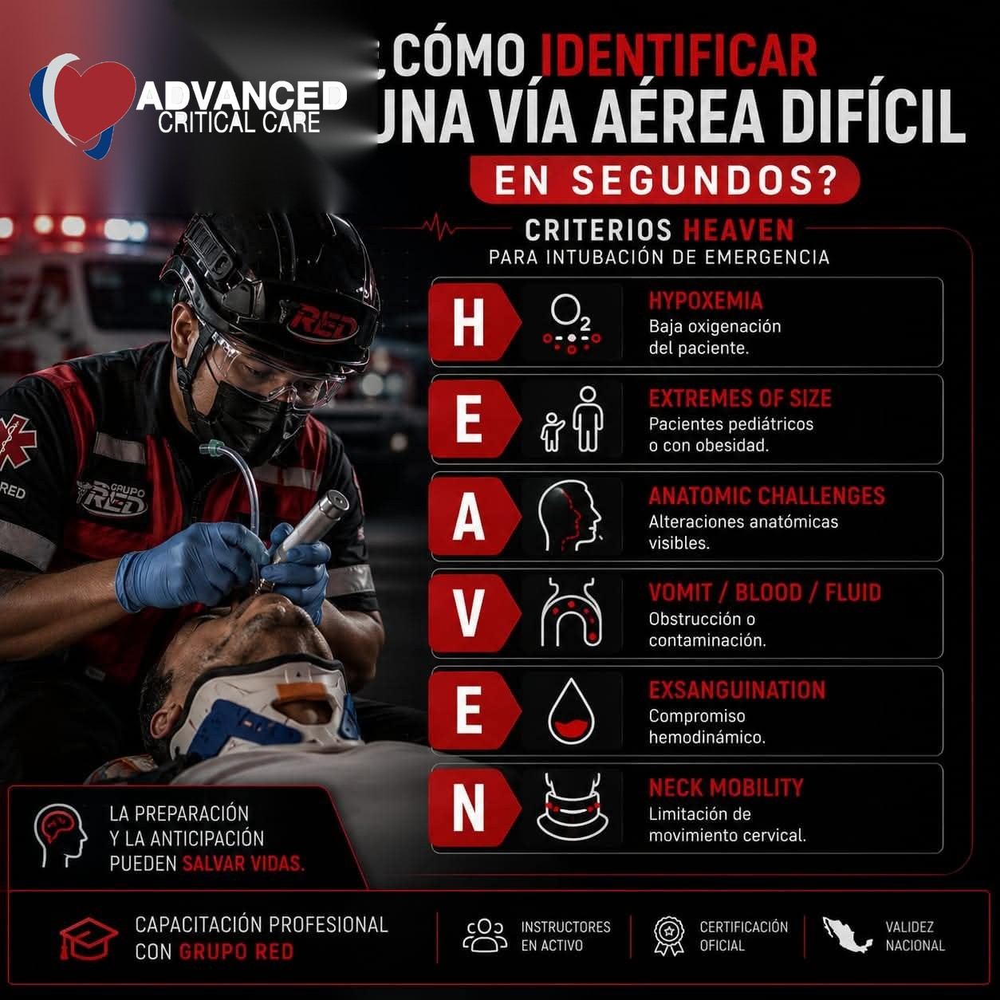 ADVANCED
CRITICAL CARE
¿CÓMO IDENTIFICAR
UNA VÍA AÉREA DIFÍCIL
EN SEGUNDOS?
CRITERIOS HEAVEN
PARA INTUBACIÓN DE EMERGENCIA
H
O2
HYPOXEMIA
Baja oxigenación
del paciente.
E
EXTREMES OF SIZE
Pacientes pediátricos
o con obesidad.
A
ANATOMIC CHALLENGES
Alteraciones anatómicas
visibles.
V
VOMIT / BLOOD / FLUID
Obstrucción o
contaminación.
E
EXSANGUINATION
Compromiso
hemodinámico.
N
NECK MOBILITY
Limitación de
movimiento cervical.
RED
RED
GRUPO
RED
LA PREPARACIÓN
Y LA ANTICIPACIÓN
PUEDEN SALVAR VIDAS.
CAPACITACIÓN PROFESIONAL
CON GRUPO RED
INSTRUCTORES
EN ACTIVO
CERTIFICACIÓN
OFICIAL
VALIDEZ
NACIONAL